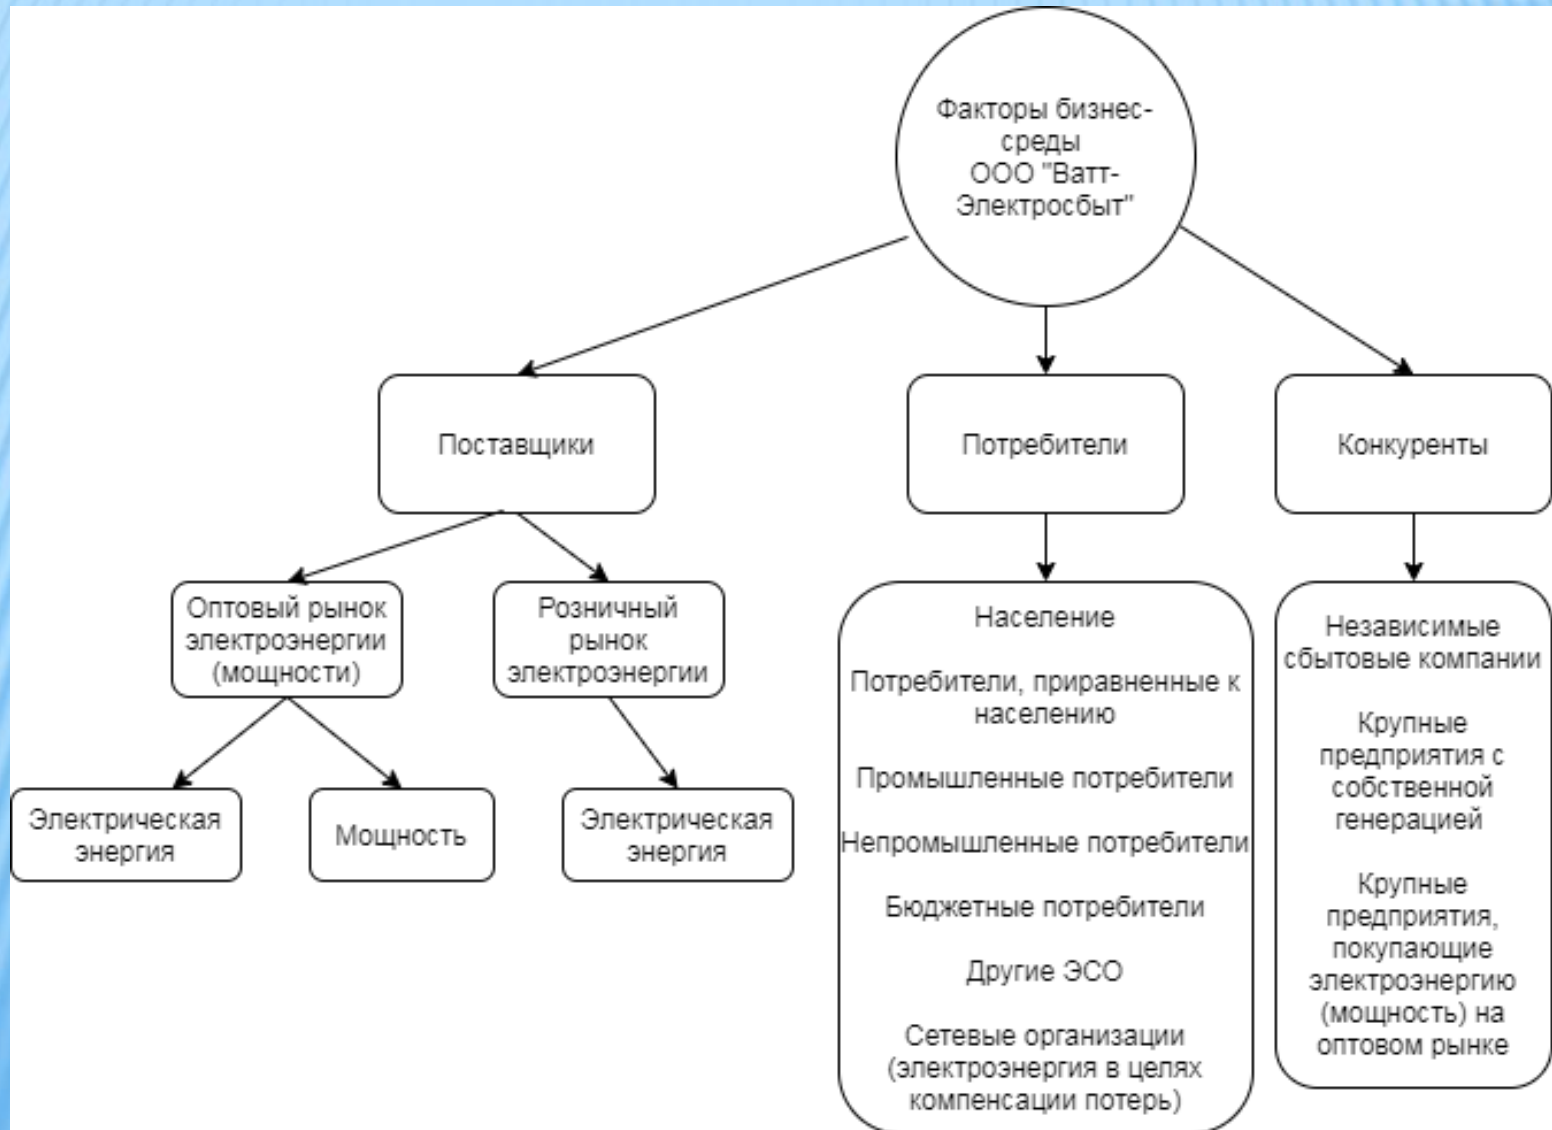 Факторы бизнес-
среды
ООО "Ватт-
Электросбыт"
Поставщики
Потребители
Конкуренты
Оптовый рынок
электроэнергии
(мощности)
Розничный
рынок
электроэнергии
Электрическая
энергия
Мощность
Электрическая
энергия
Население
Потребители, приравненные к
населению
Промышленные потребители
Непромышленные потребители
Бюджетные потребители
Другие ЭСО
Сетевые организации
(электроэнергия в целях
компенсации потерь)
Независимые
сбытовые компании
Крупные
предприятия с
собственной
генерацией
Крупные
предприятия,
покупающие
электроэнергию
(мощность) на
оптовом рынке